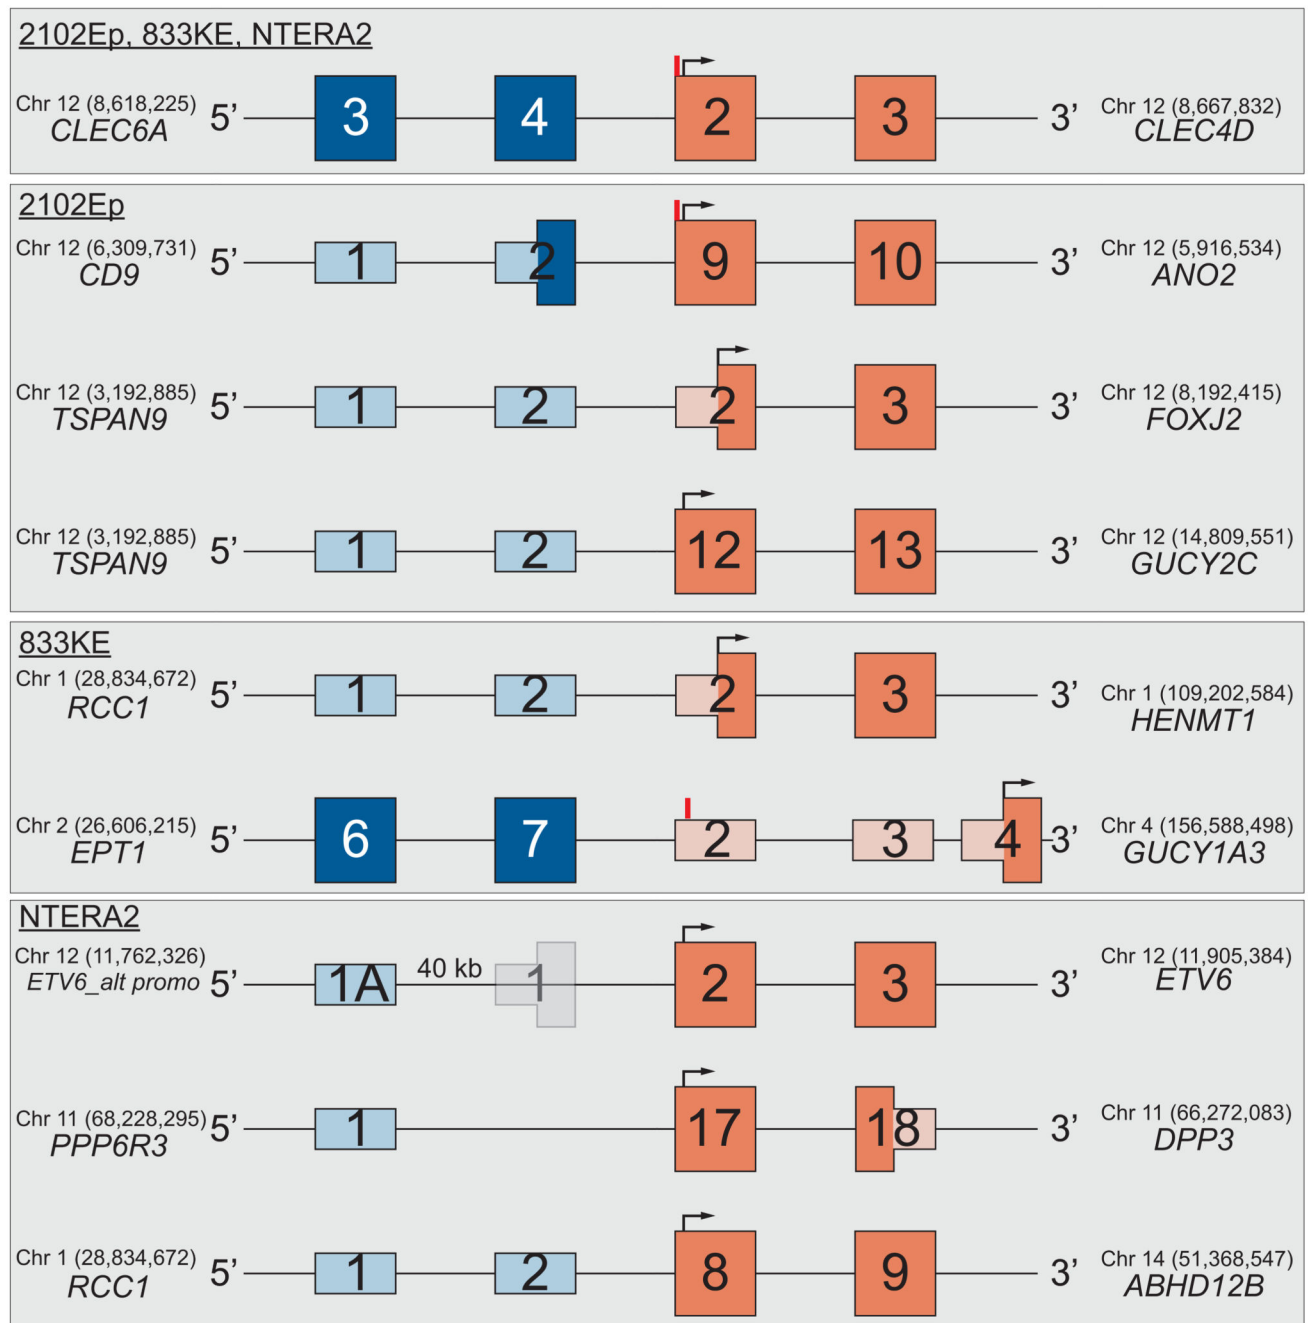 2102Ep, 833KE, NTERA2
Chr 12 (8,618,225)
CLEC6A
5’ 3 4 2 3 3’
Chr 12 (8,667,832)
CLEC4D
2102Ep
Chr 12 (6,309,731)
CD9
5’ 1 2 9 10 3’
Chr 12 (5,916,534)
ANO2
Chr 12 (3,192,885)
TSPAN9
5’ 1 2 2 3 3’
Chr 12 (8,192,415)
FOXJ2
Chr 12 (3,192,885)
TSPAN9
5’ 1 2 12 13 3’
Chr 12 (14,809,551)
GUCY2C
833KE
Chr 1 (28,834,672)
RCC1
5’ 1 2 2 3 3’
Chr 1 (109,202,584)
HENMT1
Chr 2 (26,606,215)
EPT1
5’ 6 7 2 3 4 3’
Chr 4 (156,588,498)
GUCY1A3
NTERA2
Chr 12 (11,762,326)
ETV6_alt promo
5’ 1A 40 kb 1 2 3 3’
Chr 12 (11,905,384)
ETV6
Chr 11 (68,228,295)
PPP6R3
5’ 1 17 18 3’
Chr 11 (66,272,083)
DPP3
Chr 1 (28,834,672)
RCC1
5’ 1 2 8 9 3’
Chr 14 (51,368,547)
ABHD12B